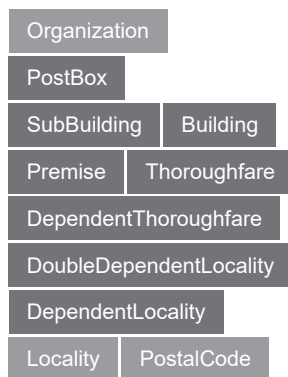 Organization
PostBox
SubBuilding Building
Premise Thoroughfare
DependentThoroughfare
DoubleDependentLocality
DependentLocality
Locality PostalCode